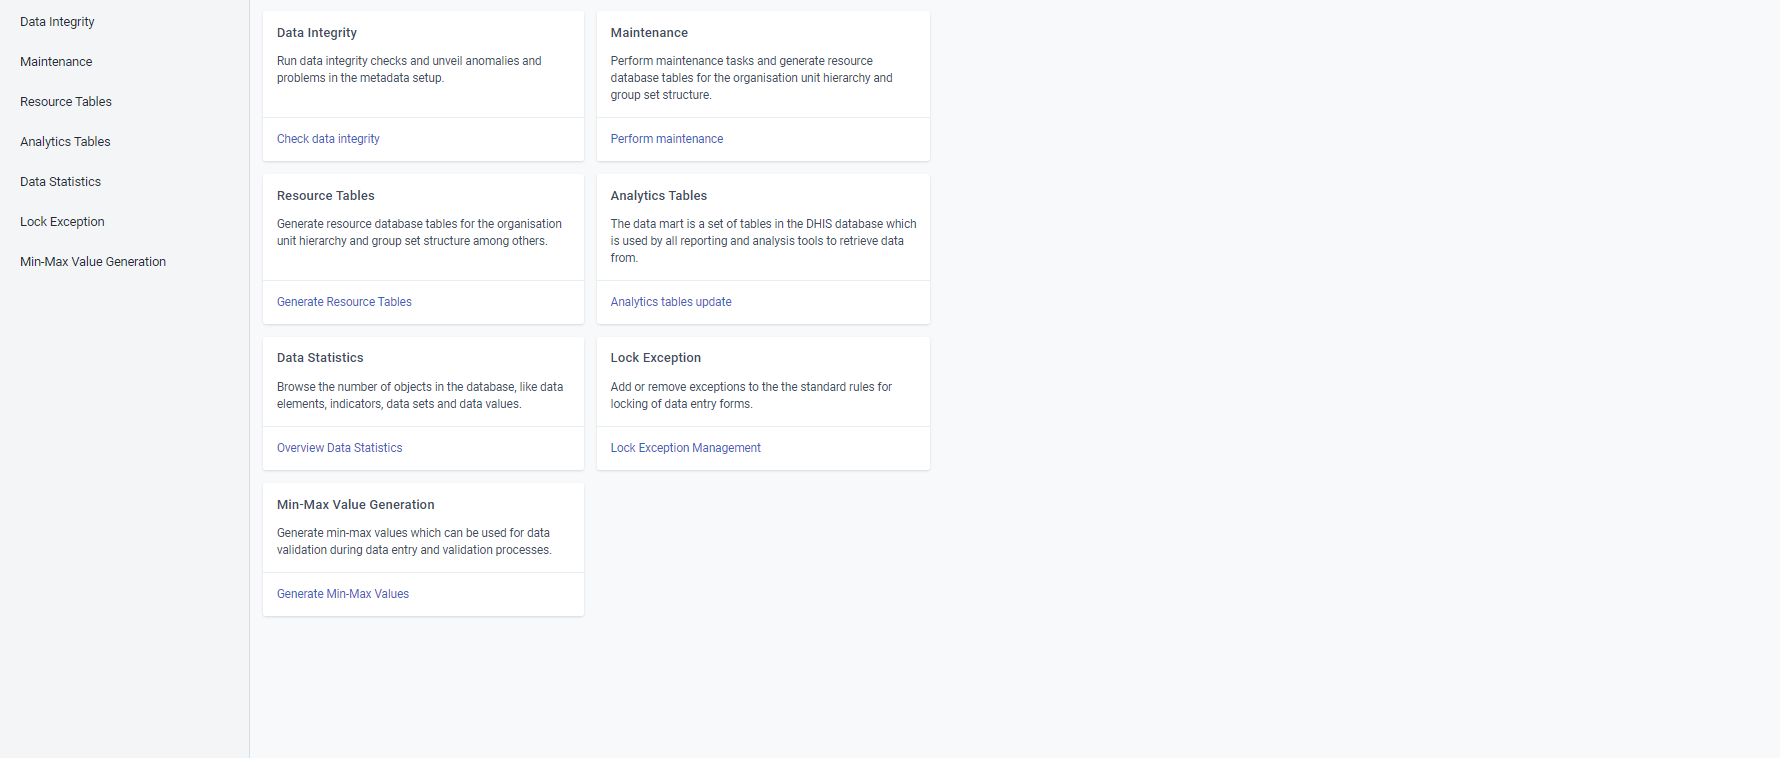 Data Integrity
Maintenance
Resource Tables
Analytics Tables
Data Statistics
Lock Exception
Min-Max Value Generation
Data Integrity
Run data integrity checks and unveil anomalies and
problems in the metadata setup.
Check data integrity
Maintenance
Perform maintenance tasks and generate resource
database tables for the organisation unit hierarchy and
group set structure.
Perform maintenance
Resource Tables
Generate resource database tables for the organisation
unit hierarchy and group set structure among others.
Generate Resource Tables
Analytics Tables
The data mart is a set of tables in the DHIS database which
is used by all reporting and analysis tools to retrieve data
from.
Analytics tables update
Data Statistics
Browse the number of objects in the database, like data
elements, indicators, data sets and data values.
Overview Data Statistics
Lock Exception
Add or remove exceptions to the the standard rules for
locking of data entry forms.
Lock Exception Management
Min-Max Value Generation
Generate min-max values which can be used for data
validation during data entry and validation processes.
Generate Min-Max Values